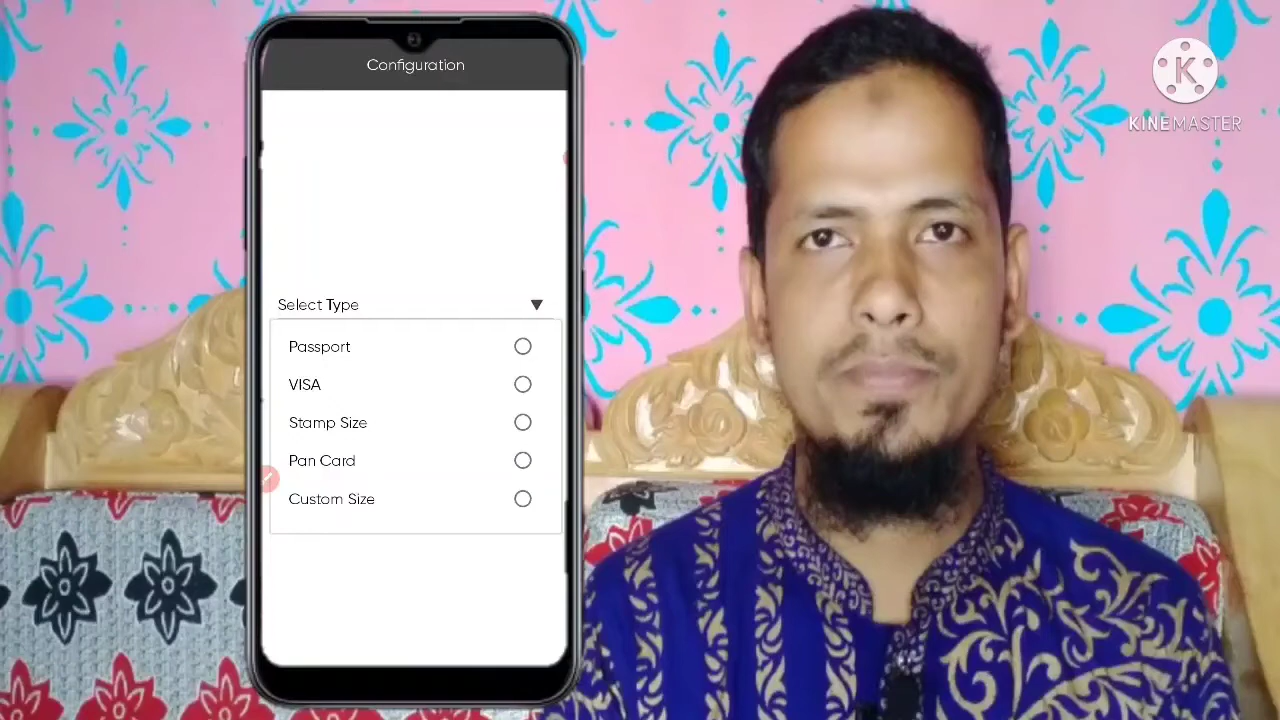 Configuration
KINEMASTER
Select Type
Passport
VISA
Stamp Size
Pan Card
Custom Size